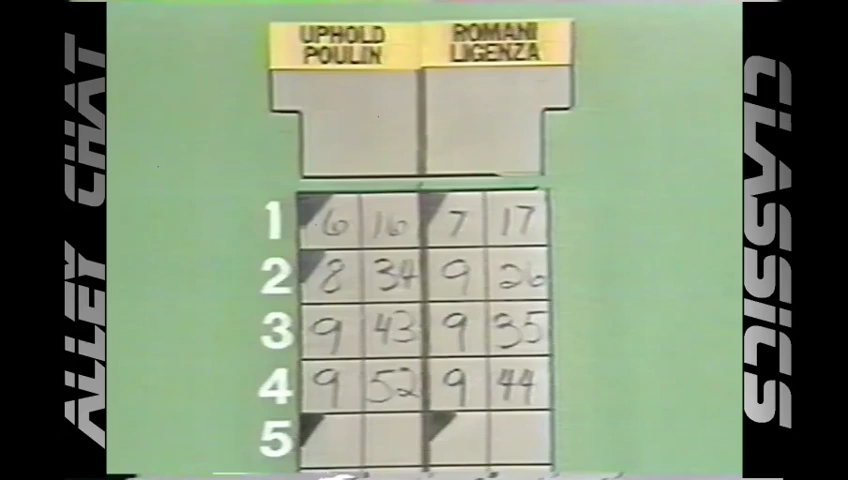 ALLEY CHAT
UPHOLD ROMANI
POULIN LIGENZA
1 6 16 7 17
2 8 34 9 26
3 9 43 9 35
4 9 52 9 44
5
CLASSICS